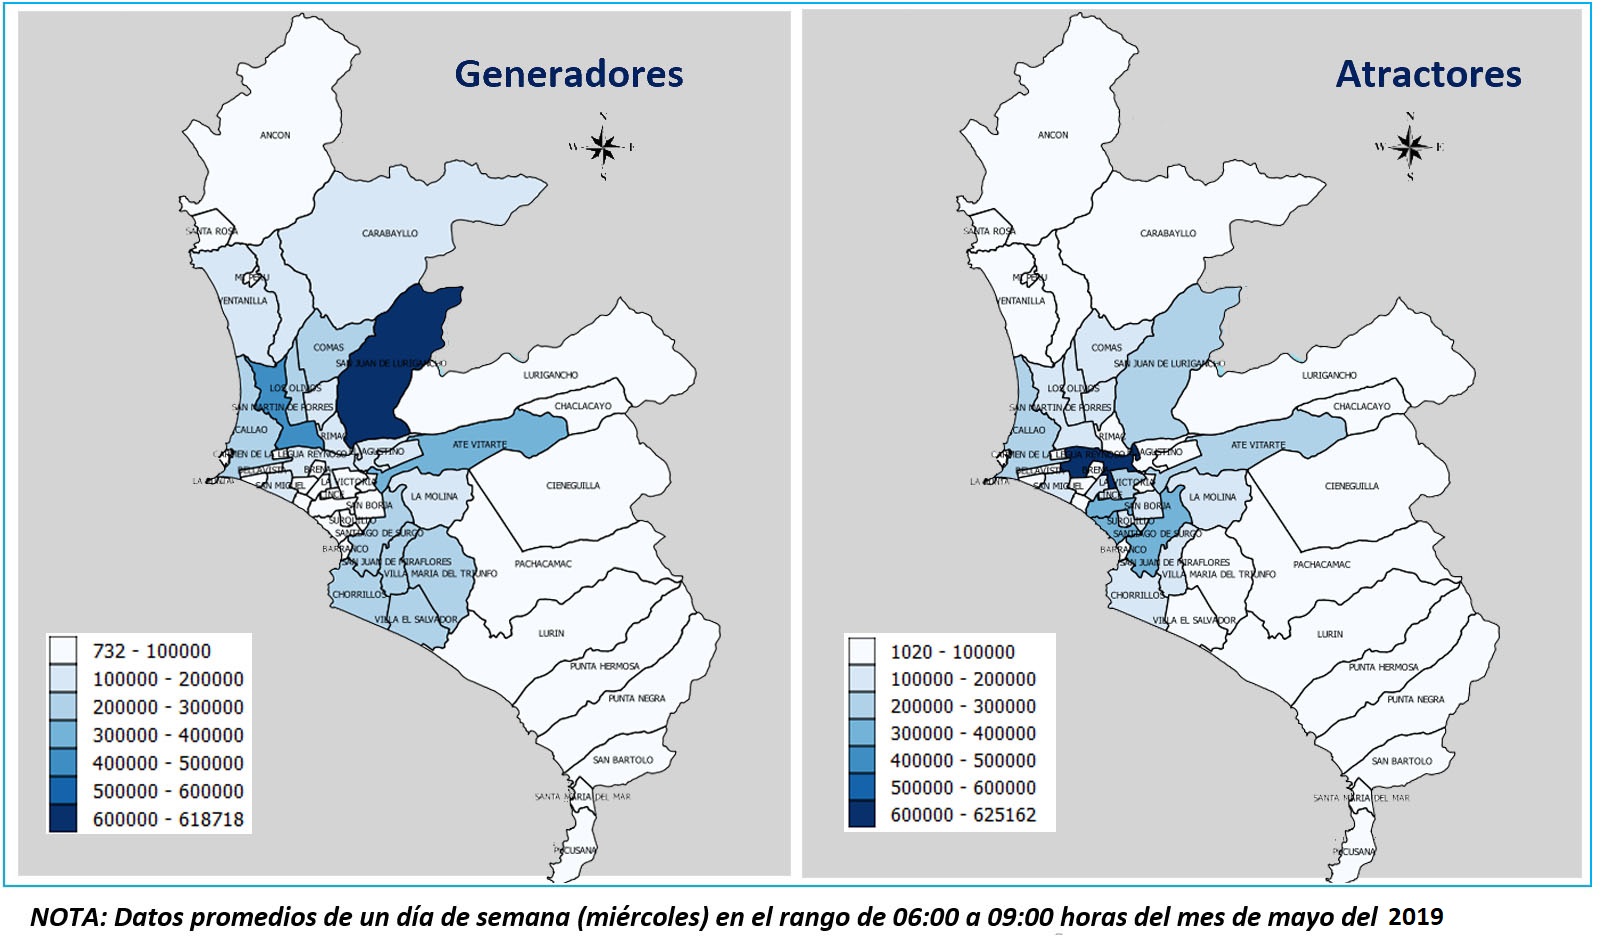 Generadores
N
W
E
S
ANCON
SANTA ROSA
CARABAYLLO
MI PERU
VENTANILLA
COMAS
SAN JUAN DE LURIGANCHO
LURIGANCHO
LOS OLIVOS
SAN MARTIN DE PORRES
CHACLACAYO
CALLAO
RIMAC
ATE VITARTE
CARMEN DE LA LEGUA REYNOSO
AGUSTINO
BELLAVISTA
BREÑA
LA PUNTA
SAN MIGUEL
LA VICTORIA
CIENEGUILLA
LINCE
LA MOLINA
SAN BORJA
SURQUILLO
SANTIAGO DE SURCO
BARRANCO
SAN JUAN DE MIRAFLORES
PACHACAMAC
VILLA MARIA DEL TRIUNFO
CHORRILLOS
VILLA EL SALVADOR
LURIN
PUNTA HERMOSA
PUNTA NEGRA
SAN BARTOLO
SANTA MARIA DEL MAR
PUCUSANA
732 - 100000
100000 - 200000
200000 - 300000
300000 - 400000
400000 - 500000
500000 - 600000
600000 - 618718
Atractores
N
W
E
S
ANCON
SANTA ROSA
CARABAYLLO
MI PERU
VENTANILLA
COMAS
SAN JUAN DE LURIGANCHO
LURIGANCHO
LOS OLIVOS
SAN MARTIN DE PORRES
CHACLACAYO
CALLAO
RIMAC
ATE VITARTE
CARMEN DE LA LEGUA REYNOSO
AGUSTINO
BELLAVISTA
BREÑA
LA PUNTA
SAN MIGUEL
LA VICTORIA
CIENEGUILLA
LINCE
LA MOLINA
SAN BORJA
SURQUILLO
SANTIAGO DE SURCO
BARRANCO
SAN JUAN DE MIRAFLORES
PACHACAMAC
VILLA MARIA DEL TRIUNFO
CHORRILLOS
VILLA EL SALVADOR
LURIN
PUNTA HERMOSA
PUNTA NEGRA
SAN BARTOLO
SANTA MARIA DEL MAR
PUCUSANA
1020 - 100000
100000 - 200000
200000 - 300000
300000 - 400000
400000 - 500000
500000 - 600000
600000 - 625162
NOTA: Datos promedios de un día de semana (miércoles) en el rango de 06:00 a 09:00 horas del mes de mayo del 2019